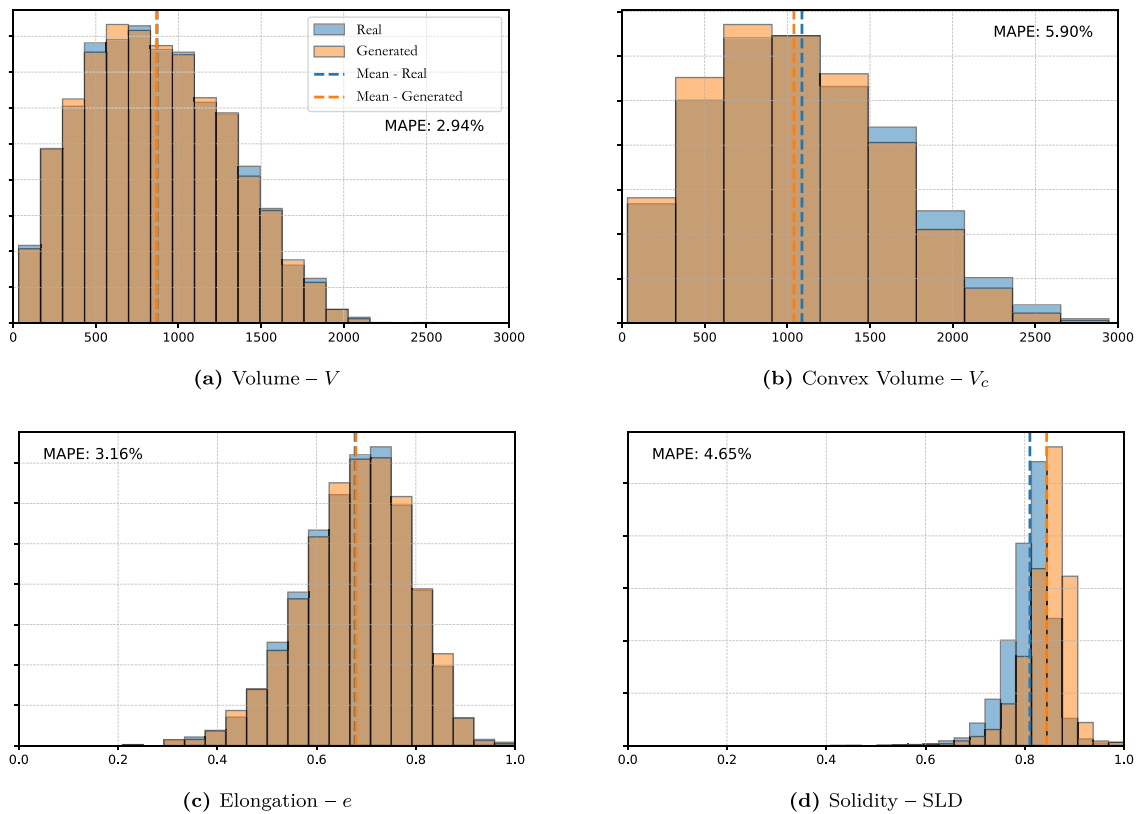 Real
Generated
Mean - Real
Mean - Generated
MAPE: 2.94%
0 500 1000 1500 2000 2500 3000
(a) Volume – V
MAPE: 5.90%
500 1000 1500 2000 2500 3000
(b) Convex Volume – Vc
MAPE: 3.16%
0.0 0.2 0.4 0.6 0.8 1.0
(c) Elongation – e
MAPE: 4.65%
0.0 0.2 0.4 0.6 0.8 1.0
(d) Solidity – SLD